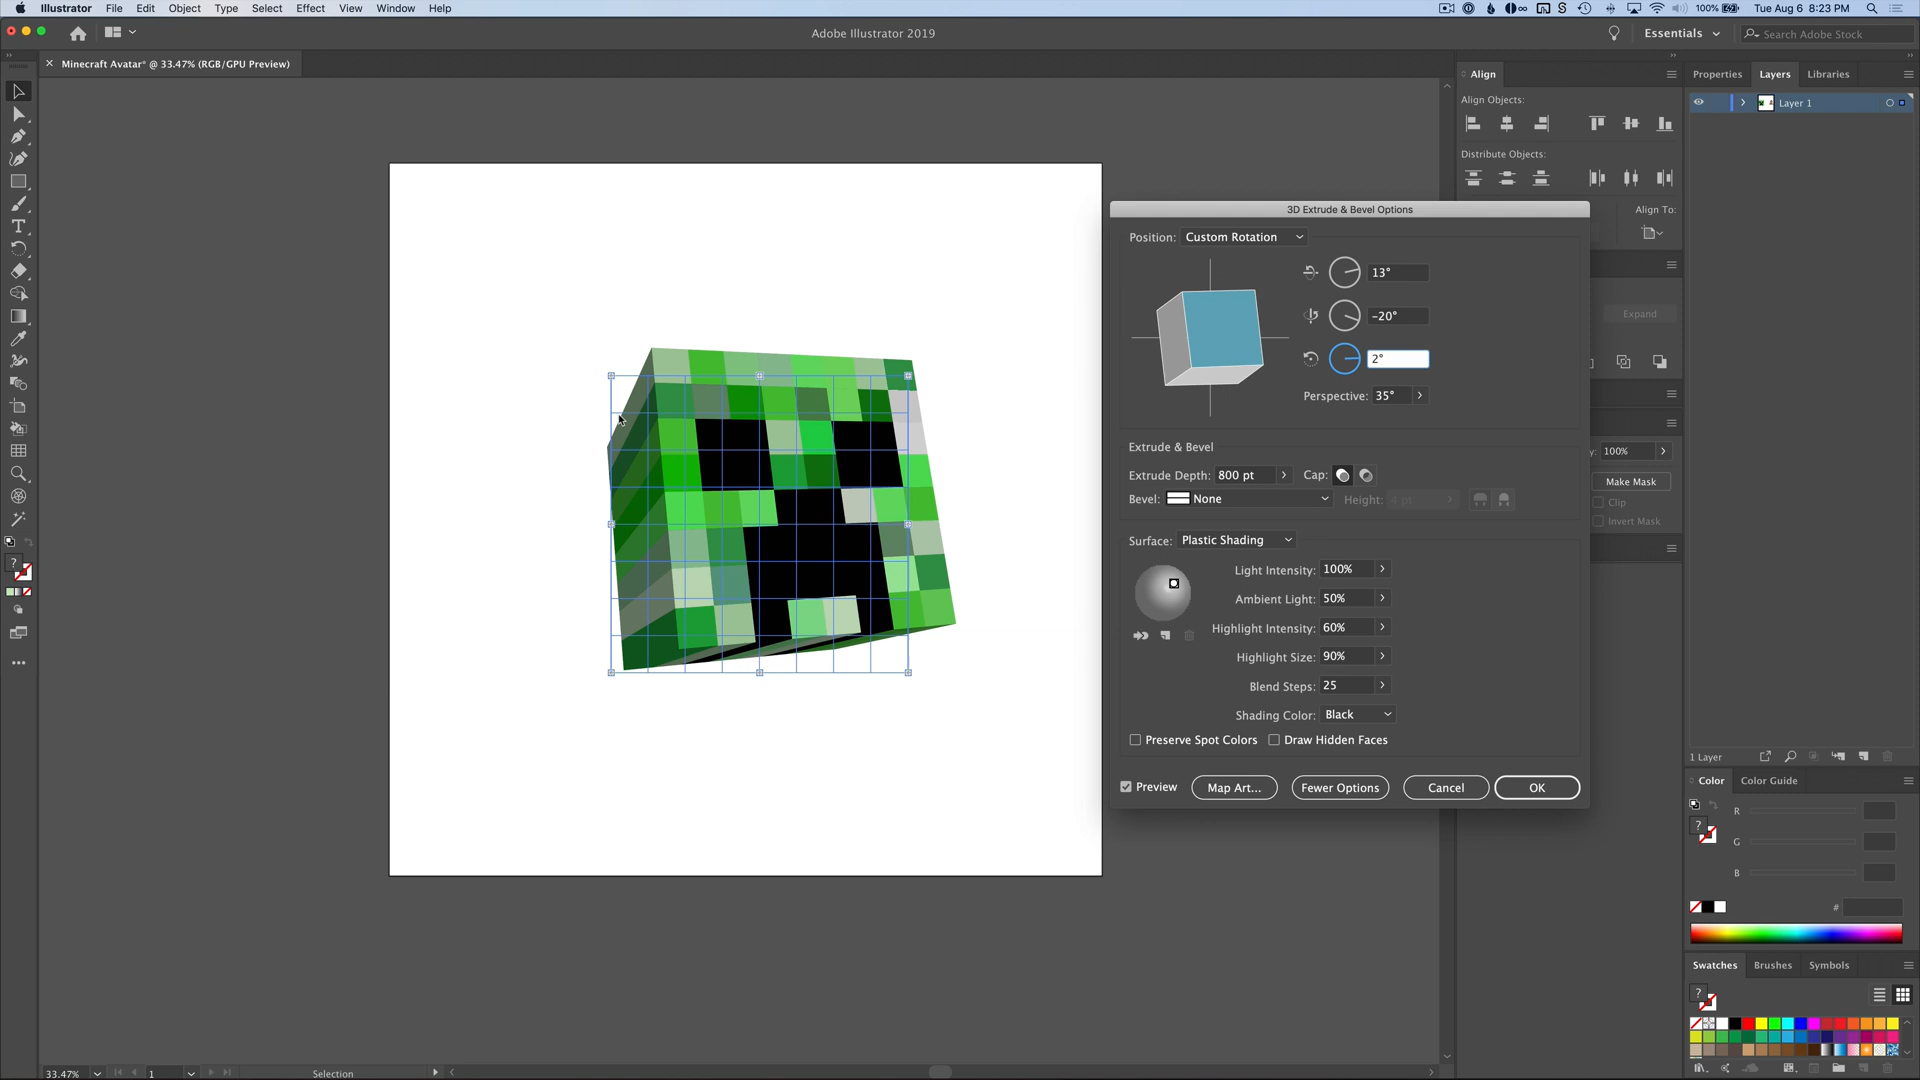 Illustrator File Edit Object Type Select Effect View Window Help 100% Tue Aug 6 8:23 PM
Adobe Illustrator 2019 Essentials Search Adobe Stock
Minecraft Avatar* @ 33.47% (RGB/GPU Preview)
Align
Align Objects:
Distribute Objects:
Align To:
Expand
100%
Make Mask
Clip
Invert Mask
Properties Layers Libraries
Layer 1
3D Extrude & Bevel Options
Position: Custom Rotation
13°
-20°
2°
Perspective: 35°
Extrude & Bevel
Extrude Depth: 800 pt Cap:
Bevel: None Height: 4 pt
Surface: Plastic Shading
Light Intensity: 100%
Ambient Light: 50%
Highlight Intensity: 60%
Highlight Size: 90%
Blend Steps: 25
Shading Color: Black
Preserve Spot Colors Draw Hidden Faces
Preview Map Art... Fewer Options Cancel OK
1 Layer
Color Color Guide
R
G
B
#
Swatches Brushes Symbols
33.47% 1 Selection